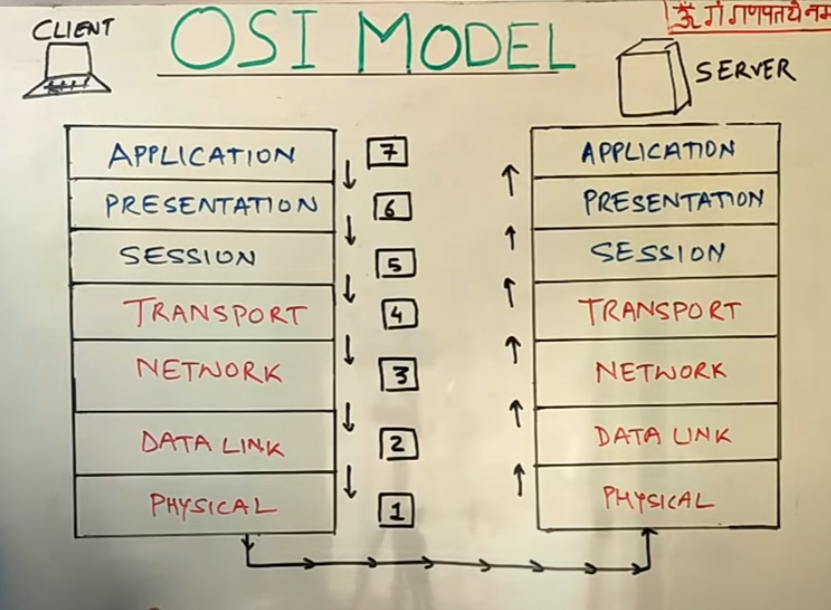 CLIENT
OSI MODEL
ॐ गं गणपतये नम
SERVER
APPLICATION
PRESENTATION
SESSION
TRANSPORT
NETWORK
DATA LINK
PHYSICAL
7
6
5
4
3
2
1
APPLICATION
PRESENTATION
SESSION
TRANSPORT
NETWORK
DATA LINK
PHYSICAL